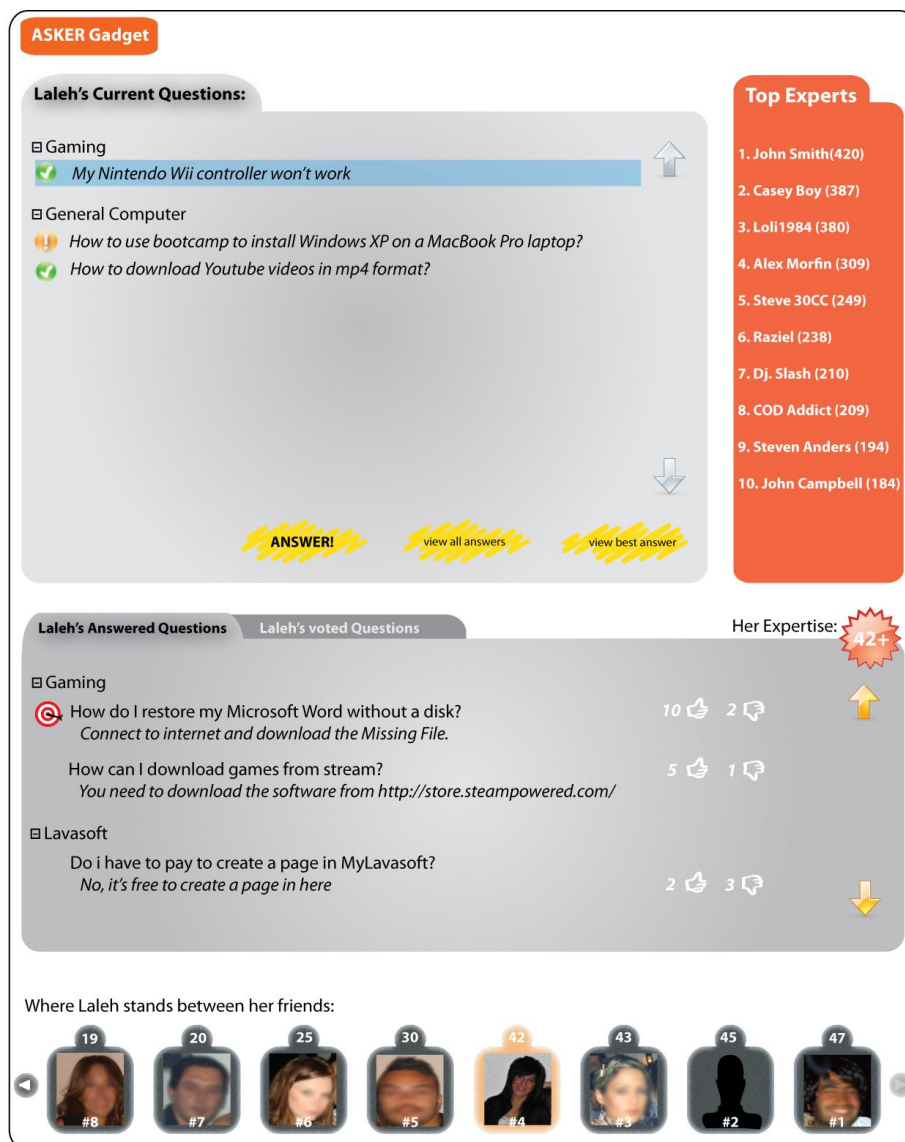 ASKER Gadget
Laleh's Current Questions:
Gaming
My Nintendo Wii controller won't work
General Computer
How to use bootcamp to install Windows XP on a MacBook Pro laptop?
How to download Youtube videos in mp4 format?
ANSWER!
view all answers
view best answer
Top Experts
1. John Smith(420)
2. Casey Boy (387)
3. Loli1984 (380)
4. Alex Morfin (309)
5. Steve 30CC (249)
6. Raziel (238)
7. Dj. Slash (210)
8. COD Addict (209)
9. Steven Anders (194)
10. John Campbell (184)
Laleh's Answered Questions
Laleh's voted Questions
Her Expertise:
42+
Gaming
How do I restore my Microsoft Word without a disk?
10 2
Connect to internet and download the Missing File.
How can I download games from stream?
5 1
You need to download the software from http://store.steampowered.com/
Lavasoft
Do i have to pay to create a page in MyLavasoft?
No, it's free to create a page in here
2 3
Where Laleh stands between her friends:
19 20 25 30 42 43 45 47
#8 #7 #6 #5 #4 #3 #2 #1